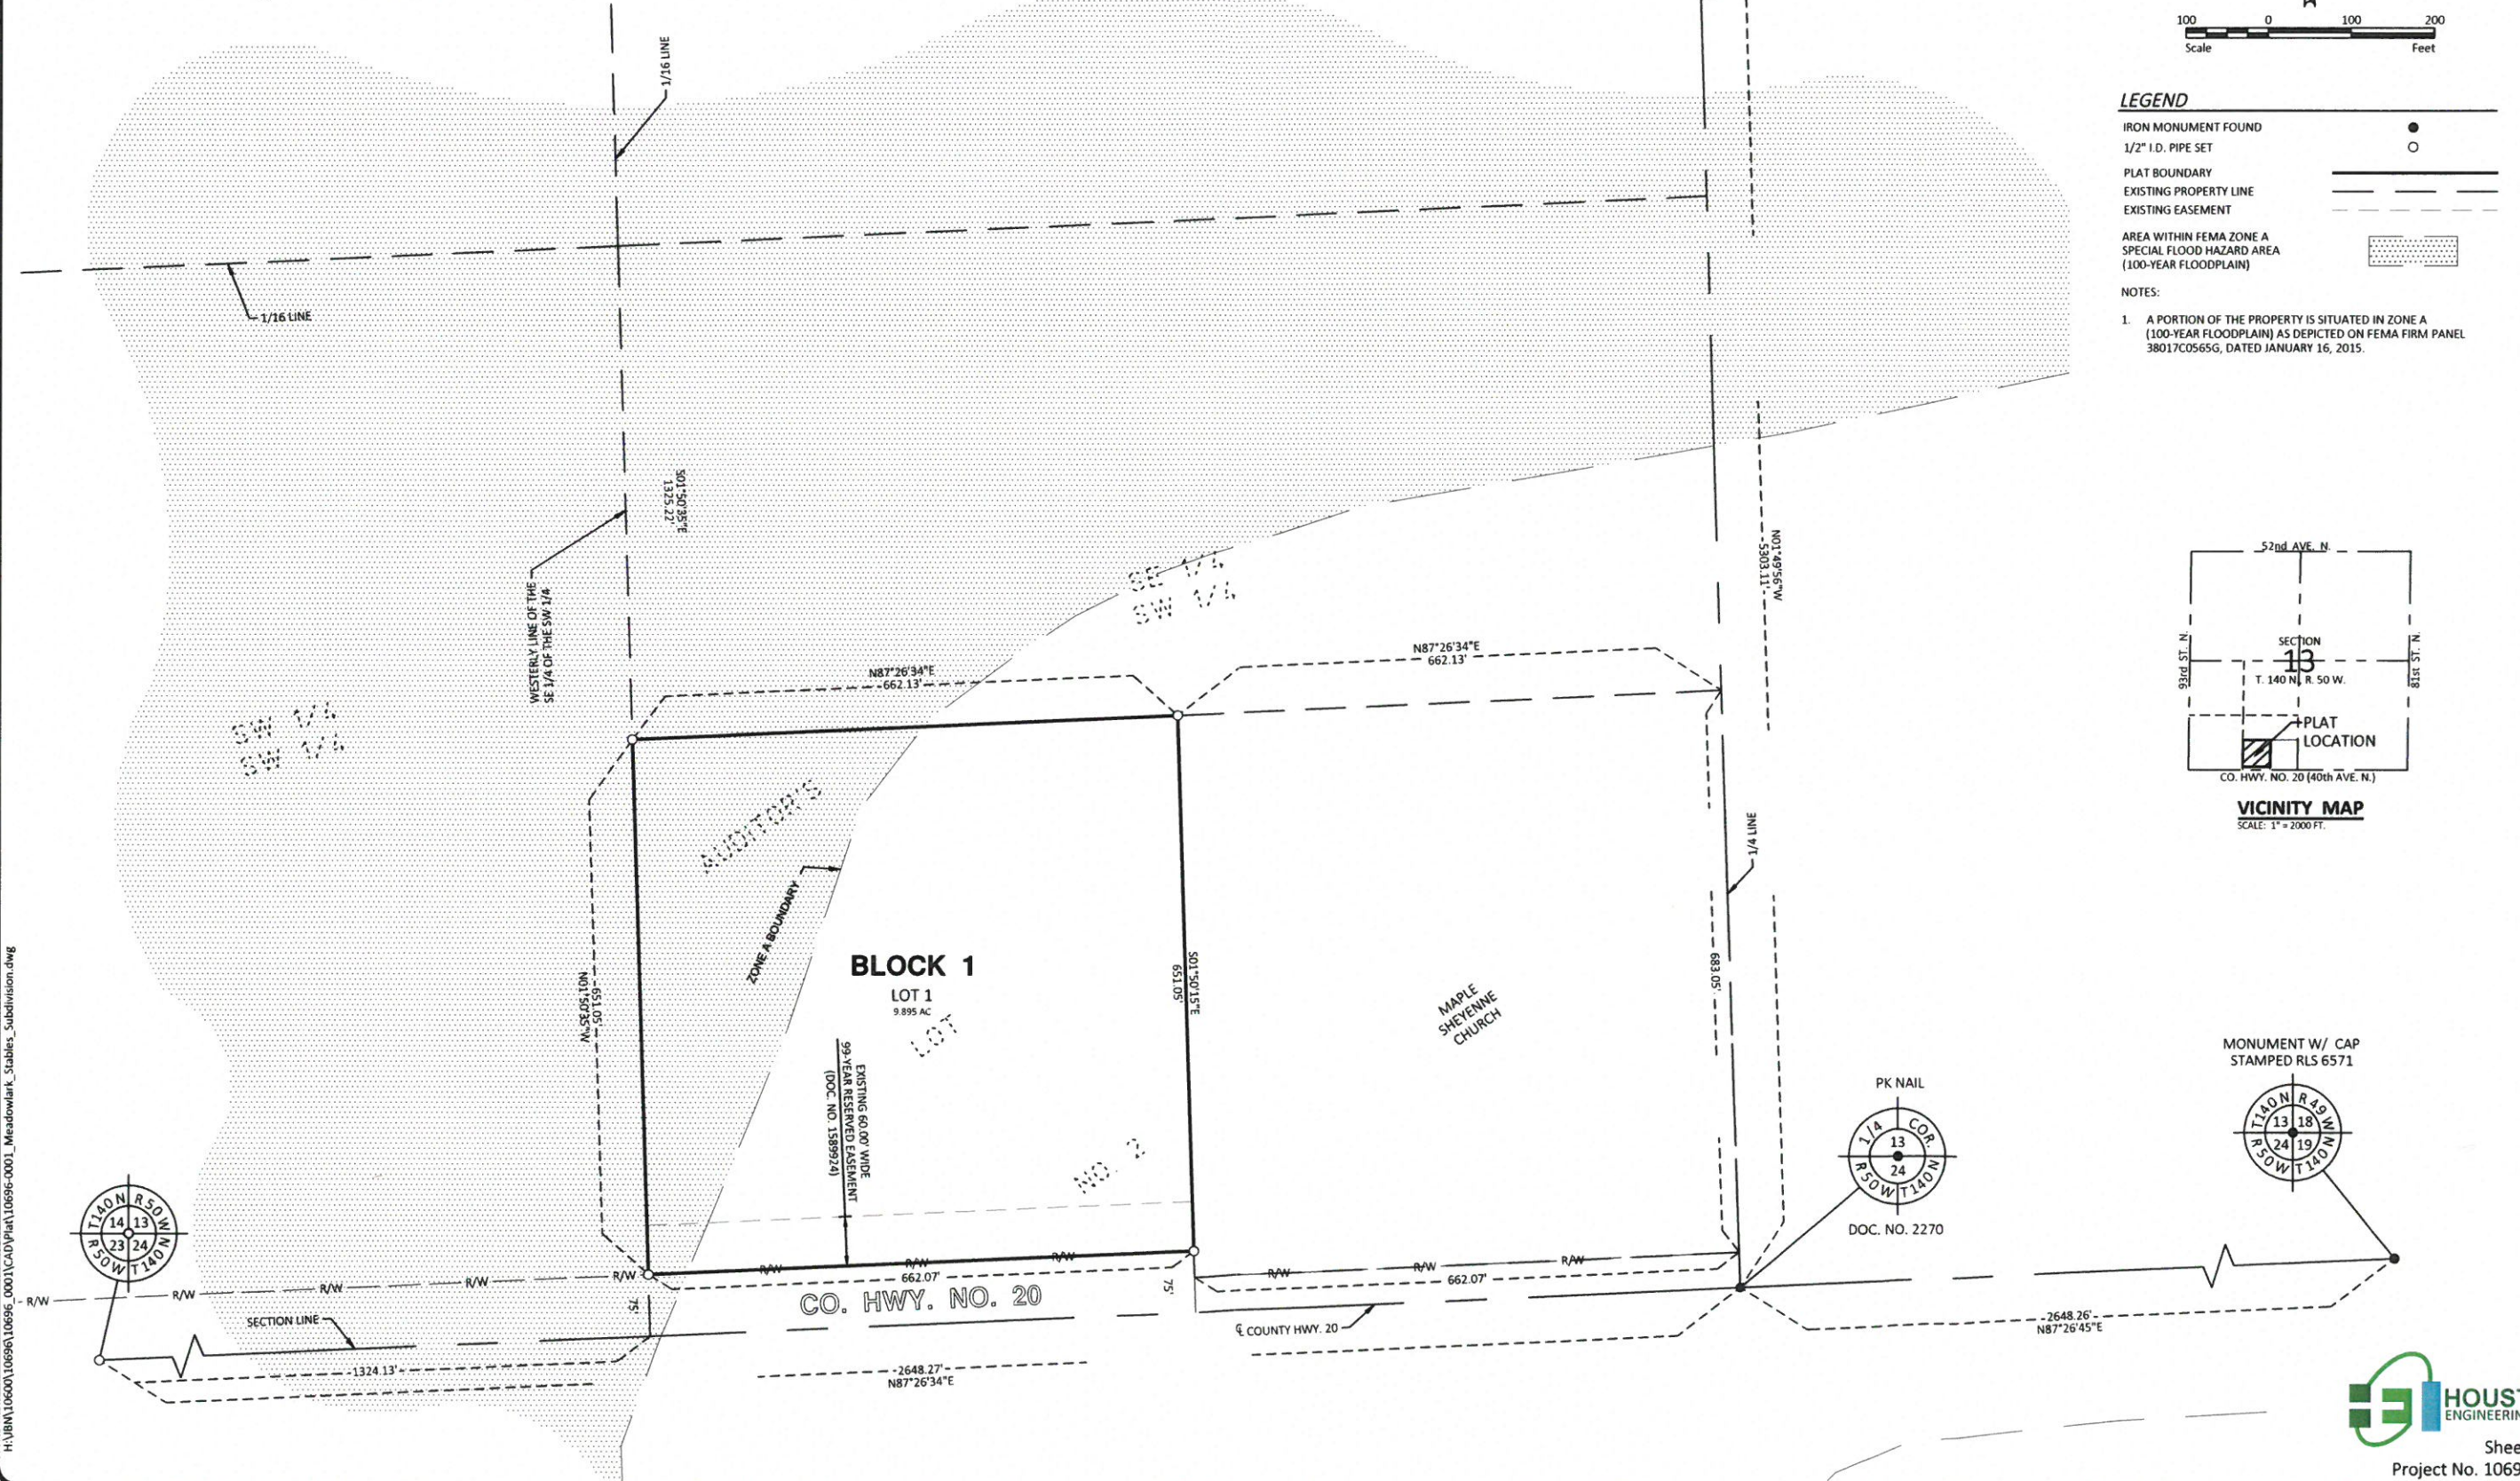 100 0 100 200
Scale Feet
LEGEND
IRON MONUMENT FOUND
1/2" I.D. PIPE SET
PLAT BOUNDARY
EXISTING PROPERTY LINE
EXISTING EASEMENT
AREA WITHIN FEMA ZONE A
SPECIAL FLOOD HAZARD AREA
(100-YEAR FLOODPLAIN)
NOTES:
1. A PORTION OF THE PROPERTY IS SITUATED IN ZONE A
(100-YEAR FLOODPLAIN) AS DEPICTED ON FEMA FIRM PANEL
38017C0565G, DATED JANUARY 16, 2015.
1/16 LINE
1/16 LINE
S01°50'35"E
1325.22'
WESTERLY LINE OF THE
SE 1/4 OF THE SW 1/4
SE 1/4
SW 1/4
N01°49'56"W
5303.11'
52nd AVE. N.
93rd ST. N.
SECTION
13
T. 140 N., R. 50 W.
81st ST. N.
PLAT
LOCATION
CO. HWY. NO. 20 (40th AVE. N.)
VICINITY MAP
SCALE: 1" = 2000 FT.
N87°26'34"E
662.13'
N87°26'34"E
662.13'
SW 1/4
SW 1/4
AUDITOR'S
ZONE A BOUNDARY
1/4 LINE
BLOCK 1
LOT 1
9.895 AC
LOT
NO. 2
651.05'
N01°50'35"W
S01°50'15"E
651.05'
683.05'
MAPLE
SHEYENNE
CHURCH
EXISTING 60.00' WIDE
99-YEAR RESERVED EASEMENT
(DOC. NO. 1589924)
PK NAIL
1/4 COR.
13
24
R50W T140N
DOC. NO. 2270
MONUMENT W/ CAP
STAMPED RLS 6571
T140N R49W
13 18
24 19
R50W T140N
T140N R50W
14 13
23 24
R50W T140N
R/W R/W R/W R/W R/W R/W R/W R/W R/W R/W R/W
662.07'
662.07'
75'
75'
CO. HWY. NO. 20
SECTION LINE
℄ COUNTY HWY. 20
1324.13'
2648.27'
N87°26'34"E
2648.26'
N87°26'45"E
H:\JBN\10600\10696\10696_0001\CAD\Plat\10696-0001_Meadowlark_Stables_Subdivision.dwg
HOUST
ENGINEERIN
Shee
Project No. 1069